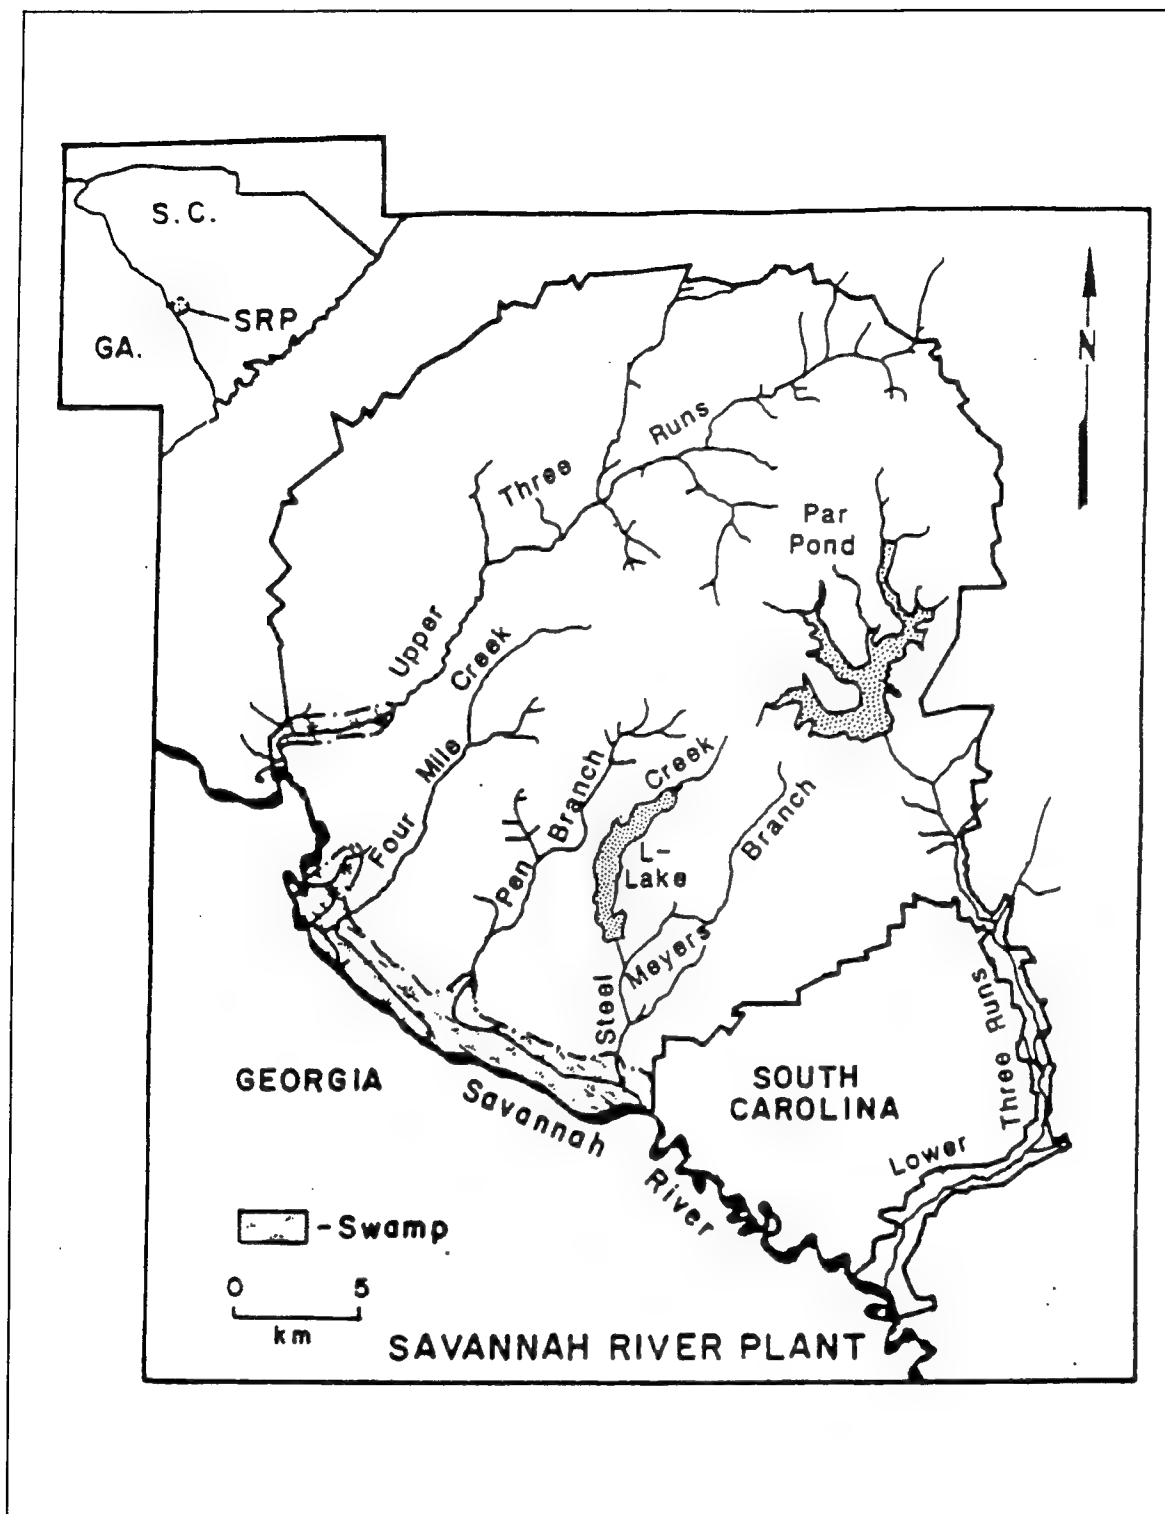 S. C.
SRP
GA.
N
Upper Three Runs
Par
Pond
Four Mile Creek
Pen Branch
Steel Creek
L-
Lake
Meyers Branch
GEORGIA
SOUTH
CAROLINA
Savannah River
Lower Three Runs
-Swamp
0 5
km
SAVANNAH RIVER PLANT